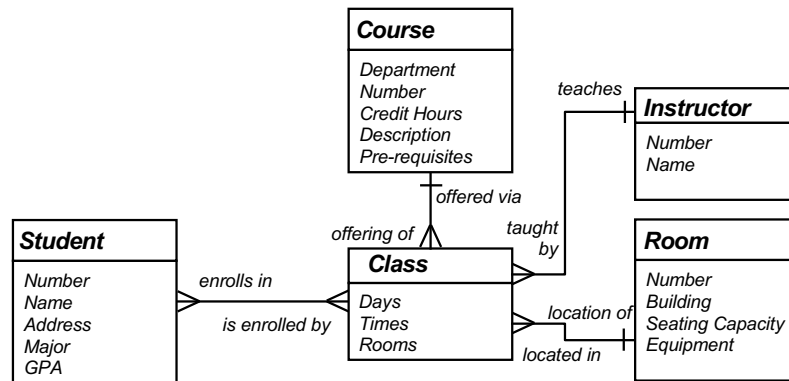 Course
Department
Number
Credit Hours
Description
Pre-requisites
teaches
Instructor
Number
Name
offered via
offering of
taught
by
Student
Number
Name
Address
Major
GPA
enrolls in
is enrolled by
Class
Days
Times
Rooms
location of
located in
Room
Number
Building
Seating Capacity
Equipment